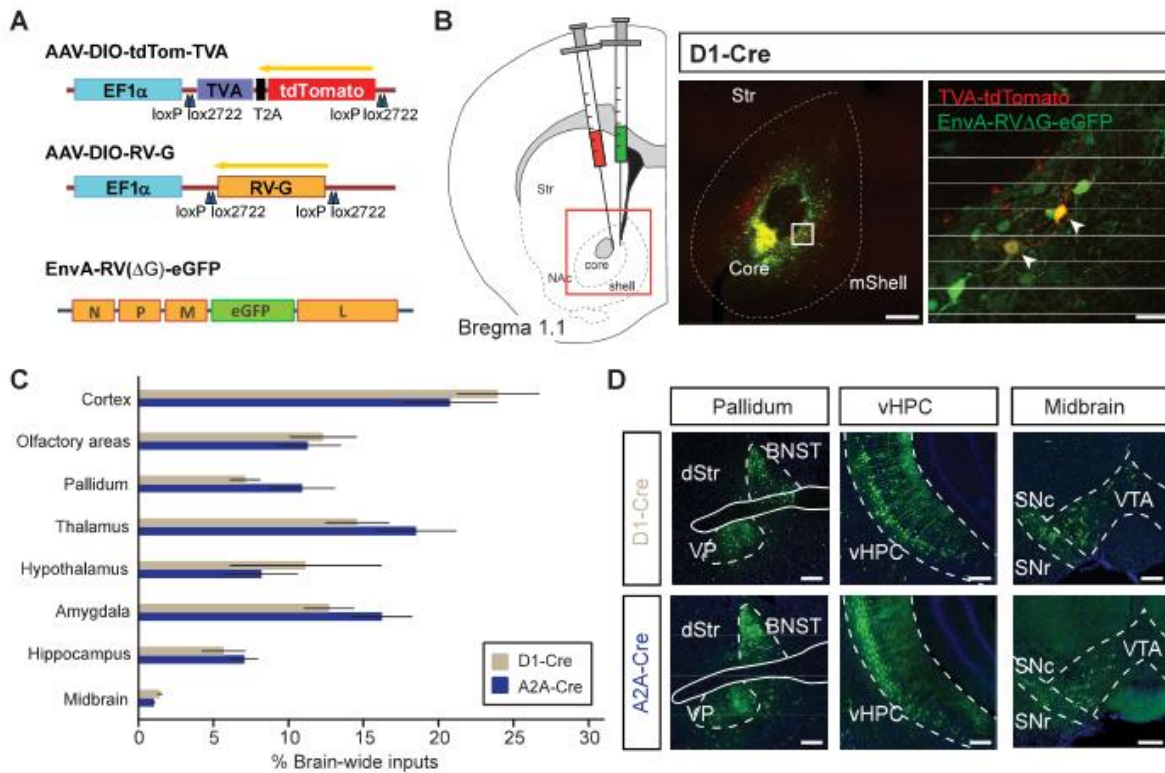 A
AAV-DIO-tdTom-TVA
EF1α TVA tdTomato
loxP lox2722 T2A loxP lox2722
AAV-DIO-RV-G
EF1α RV-G
loxP lox2722 loxP lox2722
EnvA-RV(ΔG)-eGFP
N P M eGFP L
B
Str
core
NAc
shell
Bregma 1.1
D1-Cre
Str
Core
mShell
TVA-tdTomato
EnvA-RVΔG-eGFP
C
Cortex
Olfactory areas
Pallidum
Thalamus
Hypothalamus
Amygdala
Hippocampus
Midbrain
D1-Cre
A2A-Cre
0 5 10 15 20 25 30
% Brain-wide inputs
D
Pallidum vHPC Midbrain
D1-Cre
dStr BNST
VP
vHPC
SNc VTA
SNr
A2A-Cre
dStr BNST
VP
vHPC
SNc VTA
SNr